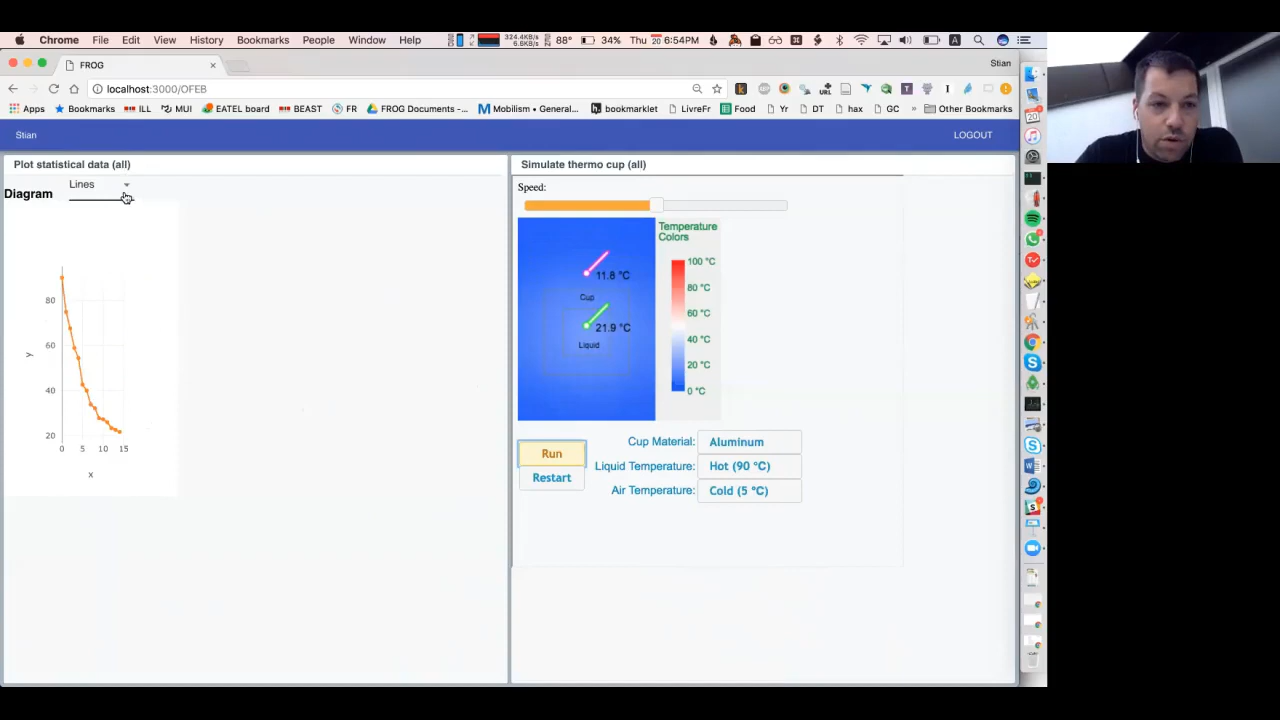 Chrome File Edit View History Bookmarks People Window Help 324.4KB/s 6.6KB/s 88° 34% Thu 20 6:54PM A
FROG × Stian
localhost:3000/OFEB
Apps Bookmarks ILL MUI EATEL board BEAST FR FROG Documents -... Mobilism • General... bookmarklet LivreFr Food Yr DT hax GC » Other Bookmarks
Stian LOGOUT
Plot statistical data (all)
Diagram Lines
80
60
40
20
y
0 5 10 15
x
Simulate thermo cup (all)
Speed:
11.8 °C
Cup
21.9 °C
Liquid
Temperature
Colors
100 °C
80 °C
60 °C
40 °C
20 °C
0 °C
Run
Restart
Cup Material: Aluminum
Liquid Temperature: Hot (90 °C)
Air Temperature: Cold (5 °C)